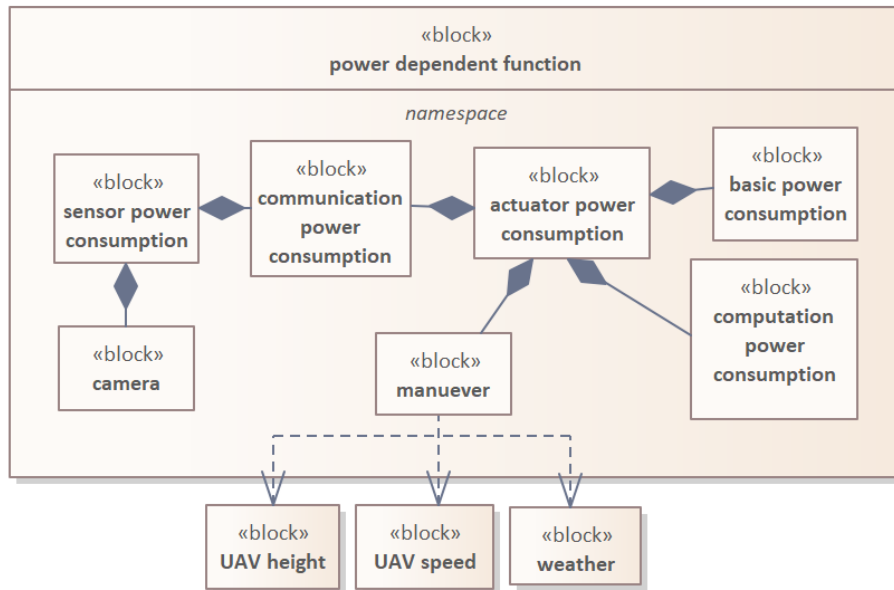 «block»
power dependent function
namespace
«block»
sensor power
consumption
«block»
communication
power
consumption
«block»
actuator power
consumption
«block»
basic power
consumption
«block»
camera
«block»
manuever
«block»
computation
power
consumption
«block»
UAV height
«block»
UAV speed
«block»
weather